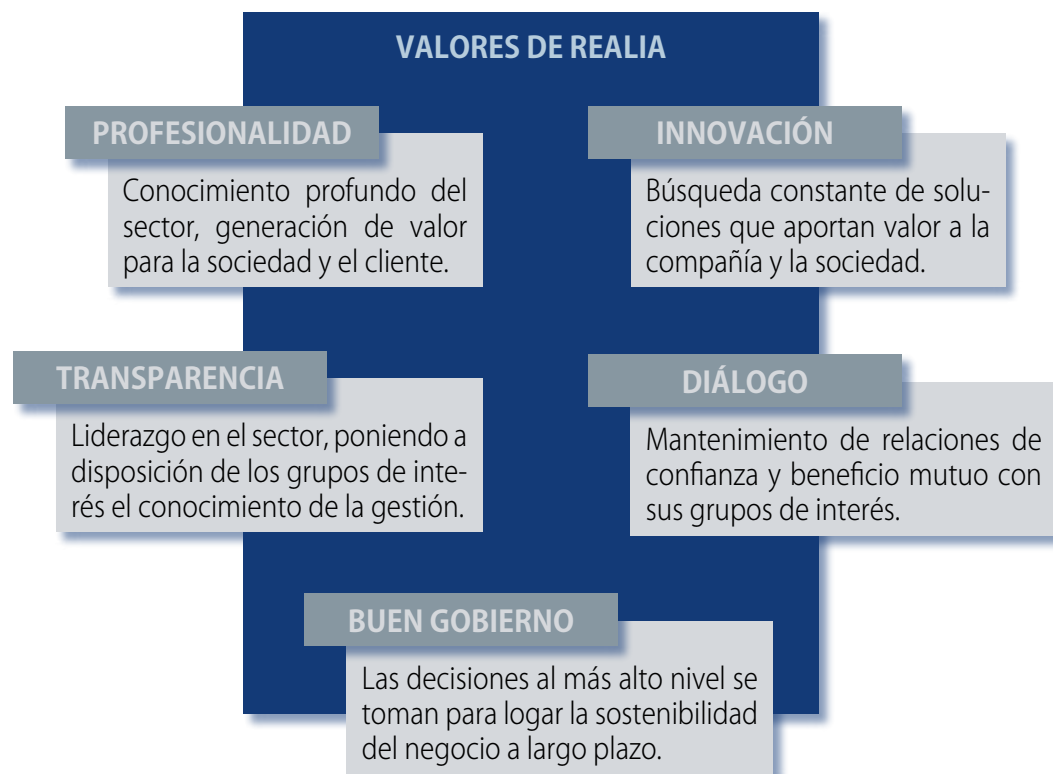 VALORES DE REALIA
PROFESIONALIDAD
Conocimiento profundo del
sector, generación de valor
para la sociedad y el cliente.
INNOVACIÓN
Búsqueda constante de solu-
ciones que aportan valor a la
compañía y la sociedad.
TRANSPARENCIA
Liderazgo en el sector, poniendo a
disposición de los grupos de inte-
rés el conocimiento de la gestión.
DIÁLOGO
Mantenimiento de relaciones de
confianza y beneficio mutuo con
sus grupos de interés.
BUEN GOBIERNO
Las decisiones al más alto nivel se
toman para logar la sostenibilidad
del negocio a largo plazo.